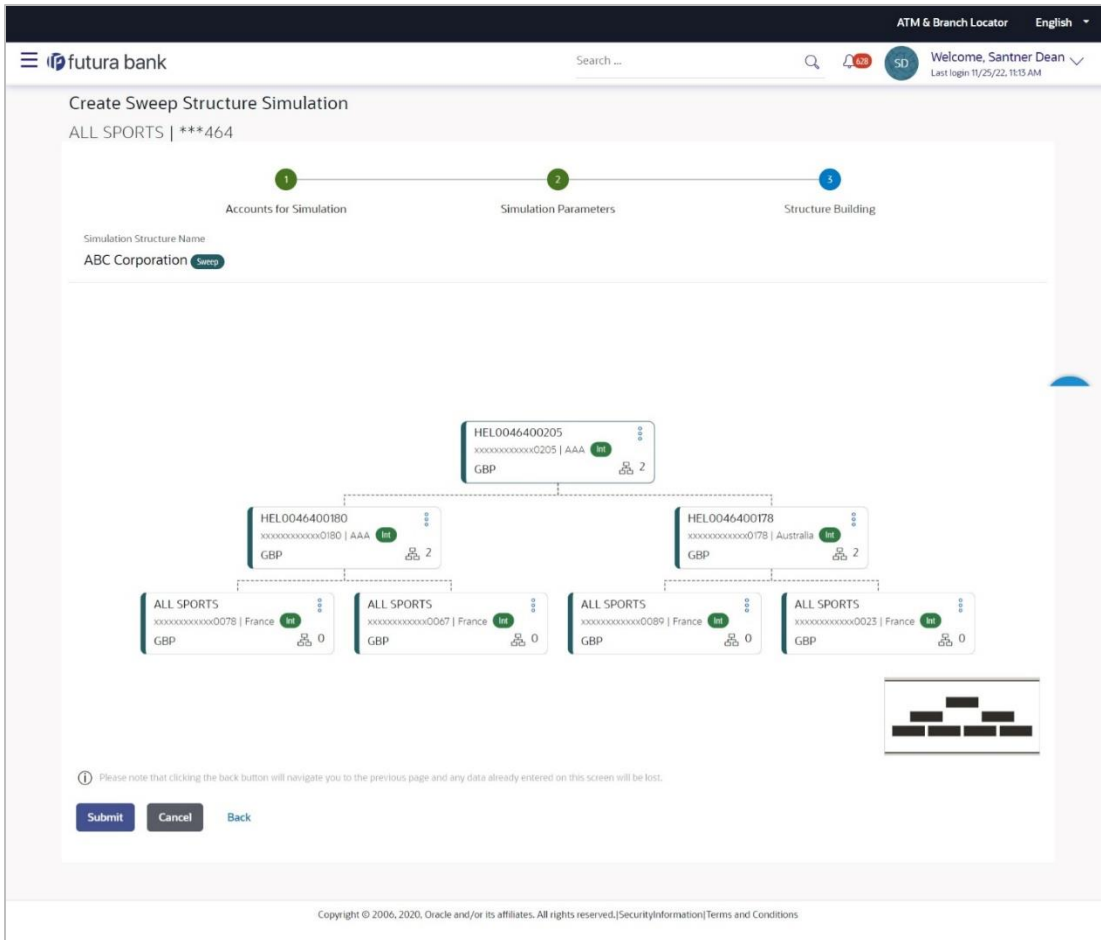 ATM & Branch Locator English
futura bank Search ... 628 SD Welcome, Santner Dean
Last login 11/25/22, 11:13 AM
Create Sweep Structure Simulation
ALL SPORTS | ***464
1 2 3
Accounts for Simulation Simulation Parameters Structure Building
Simulation Structure Name
ABC Corporation Sweep
HEL0046400205
xxxxxxxxxxxx0205 | AAA Int
GBP 2
HEL0046400180
xxxxxxxxxxxx0180 | AAA Int
GBP 2
HEL0046400178
xxxxxxxxxxxx0178 | Australia Int
GBP 2
ALL SPORTS
xxxxxxxxxxxx0078 | France Int
GBP 0
ALL SPORTS
xxxxxxxxxxxx0067 | France Int
GBP 0
ALL SPORTS
xxxxxxxxxxxx0089 | France Int
GBP 0
ALL SPORTS
xxxxxxxxxxxx0023 | France Int
GBP 0
Please note that clicking the back button will navigate you to the previous page and any data already entered on this screen will be lost.
Submit Cancel Back
Copyright © 2006, 2020, Oracle and/or its affiliates. All rights reserved.|SecurityInformation|Terms and Conditions